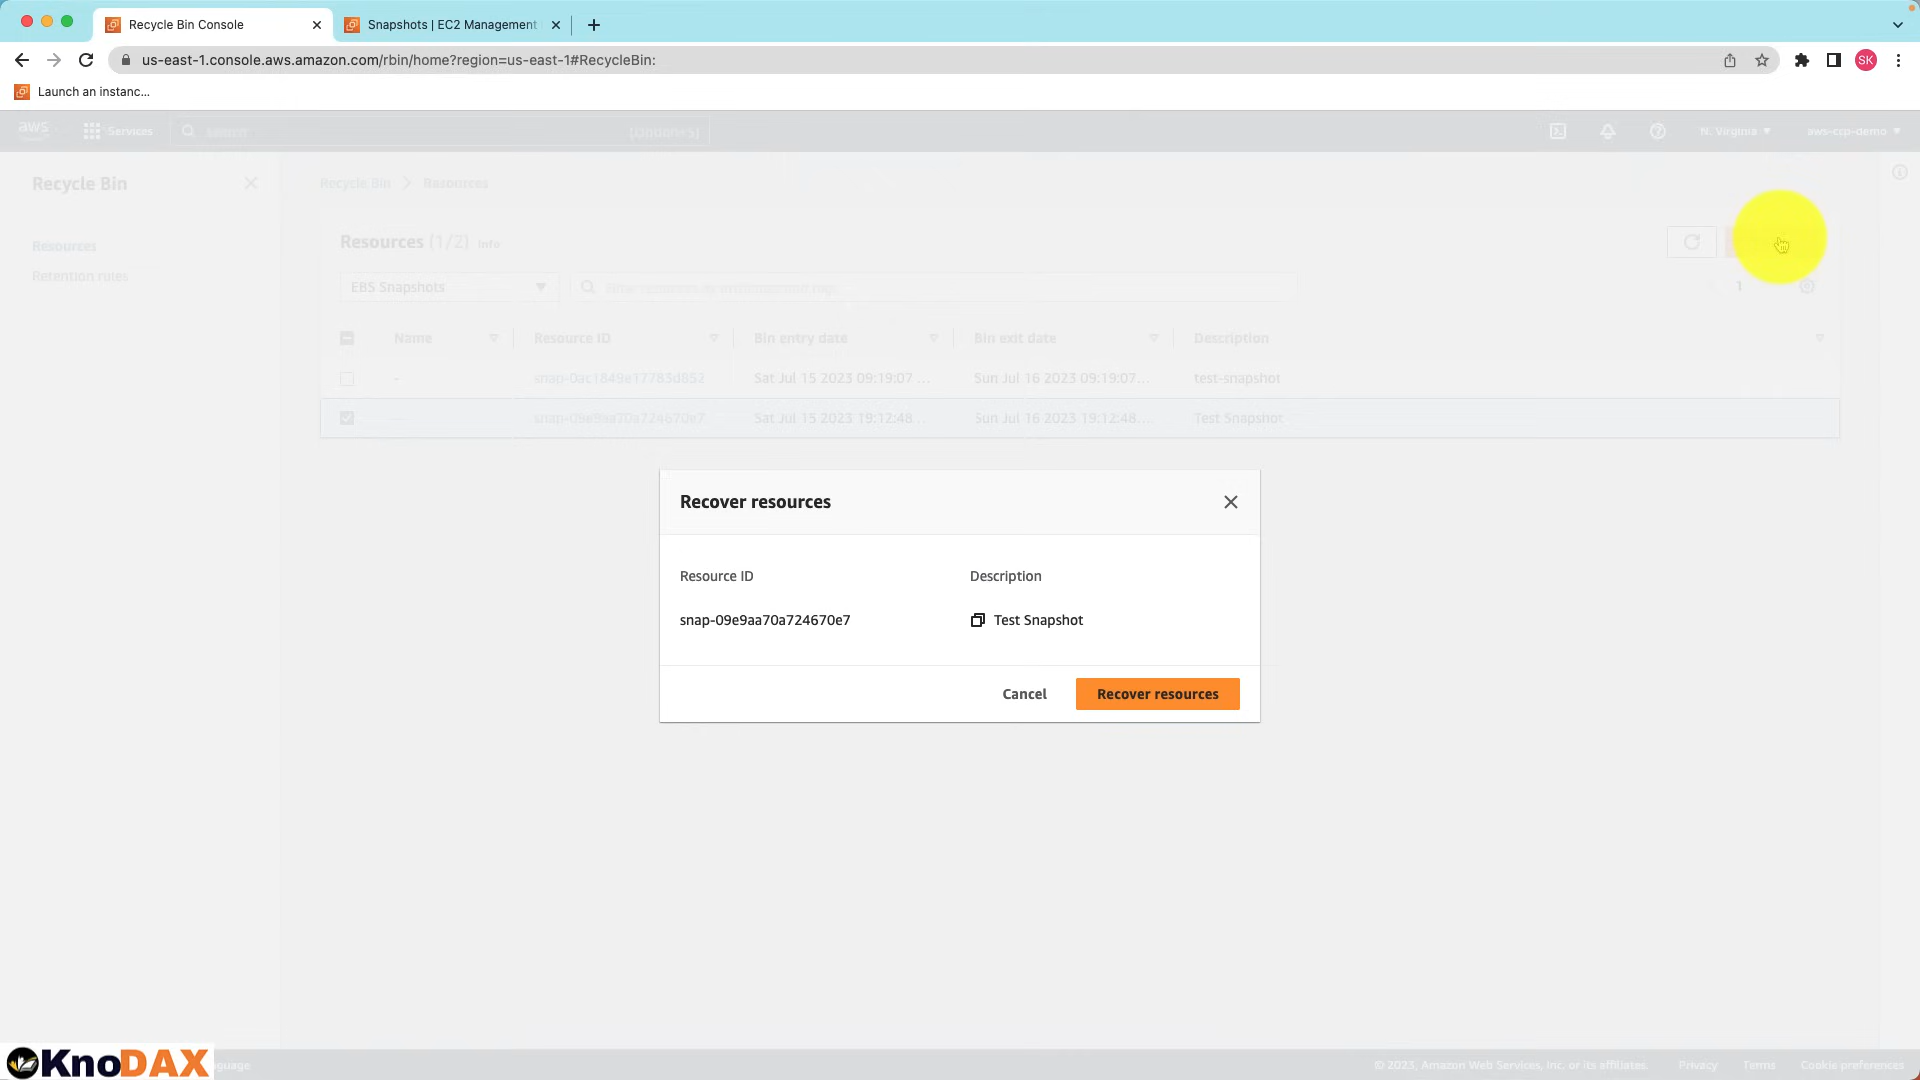 Recycle Bin Console
Snapshots | EC2 Management
us-east-1.console.aws.amazon.com/rbin/home?region=us-east-1#RecycleBin:
SK
Launch an instanc...
aws
Services
Search
[Option+S]
N. Virginia
aws-ccp-demo
Recycle Bin
Recycle Bin
Resources
Resources
Retention rules
Resources (1/2)
Info
EBS Snapshots
1
Name
Resource ID
Bin entry date
Bin exit date
Description
-
snap-0ac1849e17783d852
Sat Jul 15 2023 09:19:07 ...
Sun Jul 16 2023 09:19:07...
test-snapshot
-
snap-09e9aa70a724670e7
Sat Jul 15 2023 19:12:48...
Sun Jul 16 2023 19:12:48...
Test Snapshot
Recover resources
Resource ID
Description
snap-09e9aa70a724670e7
Test Snapshot
Cancel
Recover resources
KnoDAX
© 2023, Amazon Web Services, Inc. or its affiliates.
Privacy
Terms
Cookie preferences